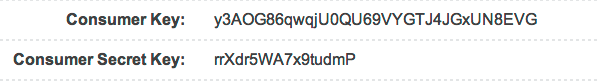 Consumer Key: y3AOG86qwqjU0QU69VYGTJ4JGxUN8EVG
Consumer Secret Key: rrXdr5WA7x9tudmP